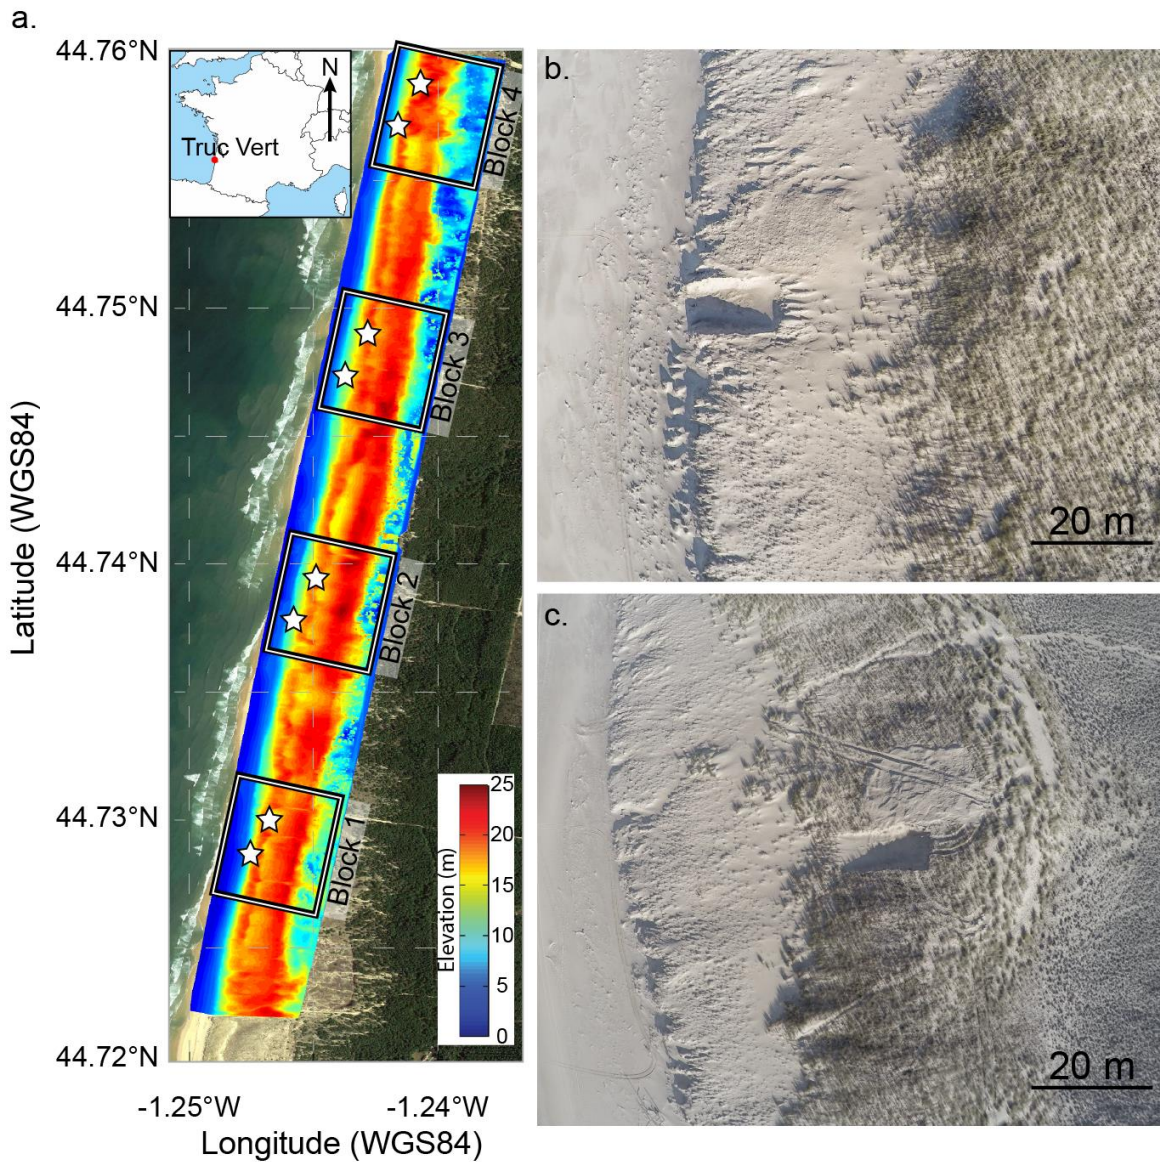 a.
44.76°N
44.75°N
44.74°N
44.73°N
44.72°N
Latitude (WGS84)
-1.25°W
-1.24°W
Longitude (WGS84)
N
Truc Vert
Block 4
Block 3
Block 2
Block 1
Elevation (m)
25
20
15
10
5
0
b.
20 m
c.
20 m